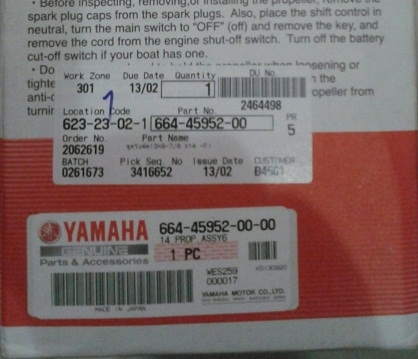 • Before inspecting, removing, or installing the propeller, remove the
spark plug caps from the spark plugs. Also, place the shift control in
neutral, turn the main switch to "OFF" (off) and remove the key, and
remove the cord from the engine shut-off switch. Turn off the battery
cut-off switch if your boat has one.
• Do
propeller when loosening or
tighte
the
anti-c
opeller from
turnin
Work Zone Due Date Quantity DU No.
301 13/02 1
2464498
Location Code Part No. PR
623-23-02-1 664-45952-00 5
Order No. Part Name
2062619
BATCH Pick Seq. No Issue Date CUSTOMER
0261673 3416652 13/02
YAMAHA 664-45952-00-00
GENUINE 14 PROP,ASSY6
Parts & Accessories 1 PC
WES259
000017
YAMAHA MOTOR CO.,LTD.
MADE IN JAPAN